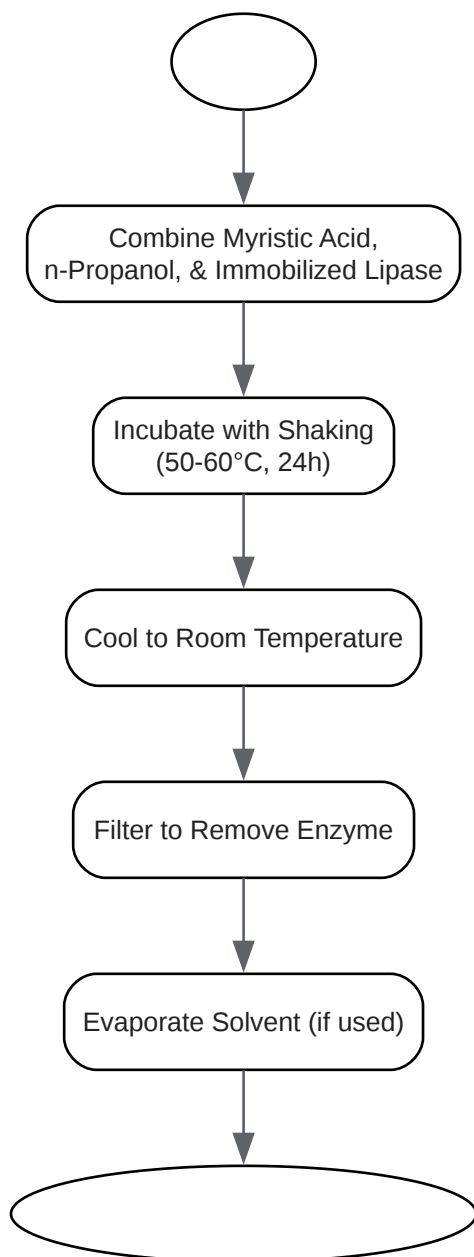 Combine Myristic Acid,
n-Propanol, & Immobilized Lipase
Incubate with Shaking
(50-60°C, 24h)
Cool to Room Temperature
Filter to Remove Enzyme
Evaporate Solvent (if used)